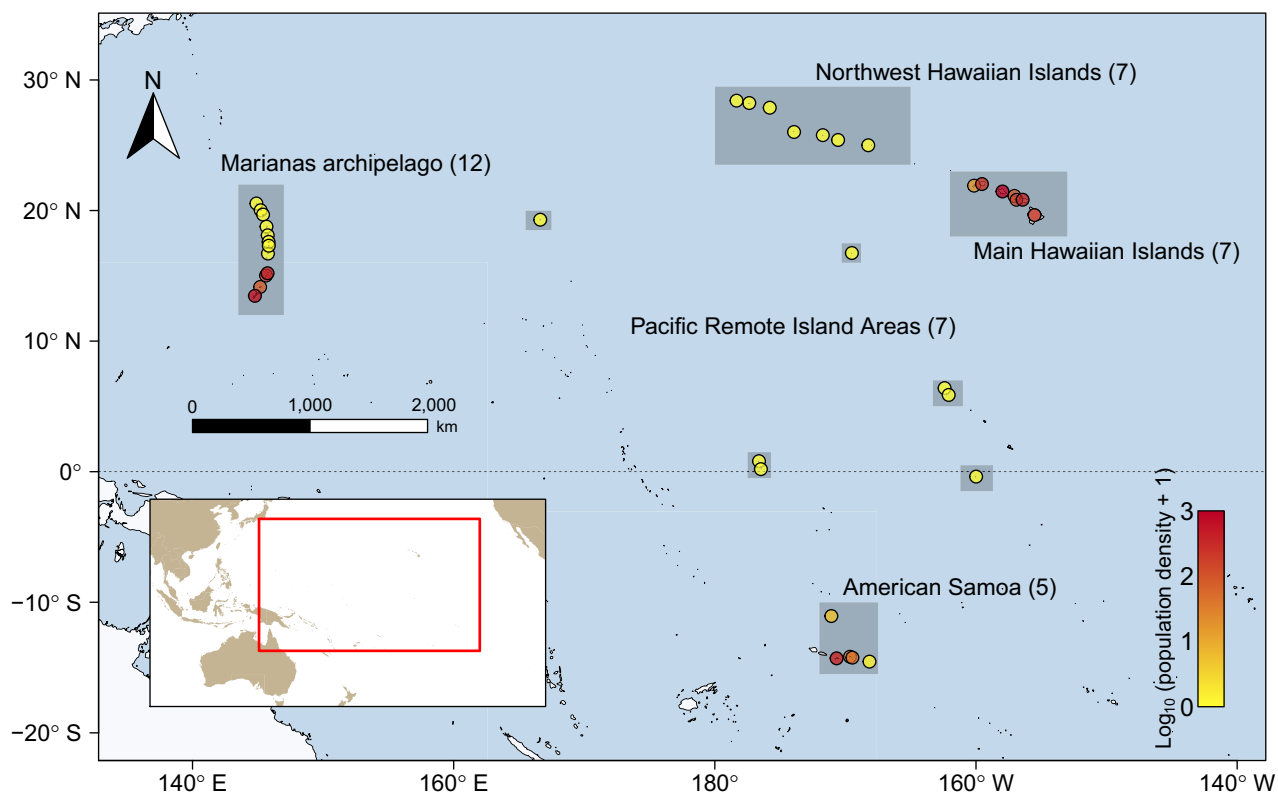 30° N
20° N
10° N
0°
−10° S
−20° S
140° E
160° E
180°
160° W
140° W
N
Northwest Hawaiian Islands (7)
Marianas archipelago (12)
Main Hawaiian Islands (7)
Pacific Remote Island Areas (7)
0 1,000 2,000
km
American Samoa (5)
Log₁₀ (population density + 1)
3
2
1
0